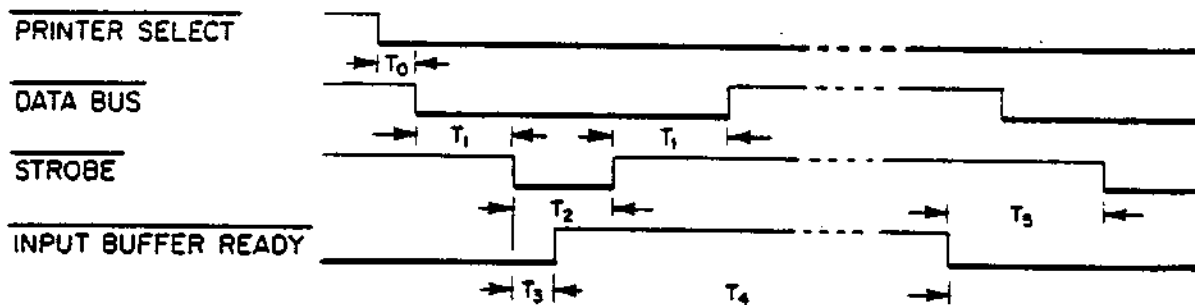 PRINTER SELECT
T0
DATA BUS
T1 T1
STROBE
T2 T5
INPUT BUFFER READY
T3 T4